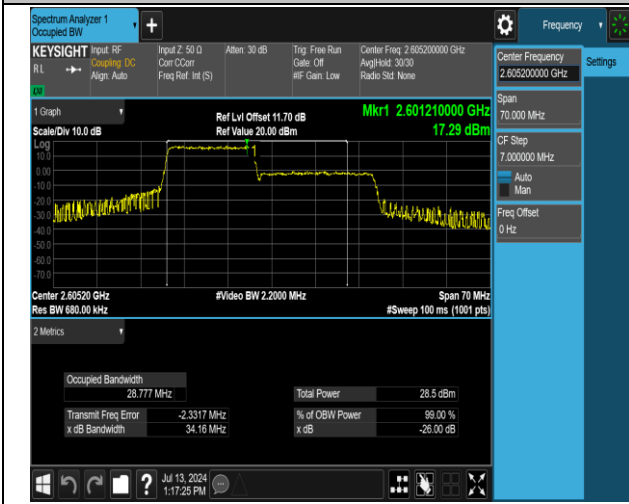 Spectrum Analyzer 1
Occupied BW
+
Frequency
KEYSIGHT
RL
Input: RF
Coupling: DC
Align: Auto
Input Z: 50 Ω
Corr CCorr
Freq Ref: Int (S)
Atten: 30 dB
Trig: Free Run
Gate: Off
#IF Gain: Low
Center Freq: 2.605200000 GHz
Avg|Hold: 30/30
Radio Std: None
LXI
Center Frequency
2.605200000 GHz
Settings
Span
70.000 MHz
CF Step
7.000000 MHz
Auto
Man
Freq Offset
0 Hz
1 Graph
Scale/Div 10.0 dB
Ref Lvl Offset 11.70 dB
Ref Value 20.00 dBm
Mkr1 2.601210000 GHz
17.29 dBm
Log
10.0
0.00
-10.0
-20.0
-30.0
-40.0
-50.0
-60.0
-70.0
1
Center 2.60520 GHz
Res BW 680.00 kHz
#Video BW 2.2000 MHz
Span 70 MHz
#Sweep 100 ms (1001 pts)
2 Metrics
Occupied Bandwidth
28.777 MHz
Total Power
28.5 dBm
Transmit Freq Error
-2.3317 MHz
% of OBW Power
99.00 %
x dB Bandwidth
34.16 MHz
x dB
-26.00 dB
?
Jul 13, 2024
1:17:25 PM